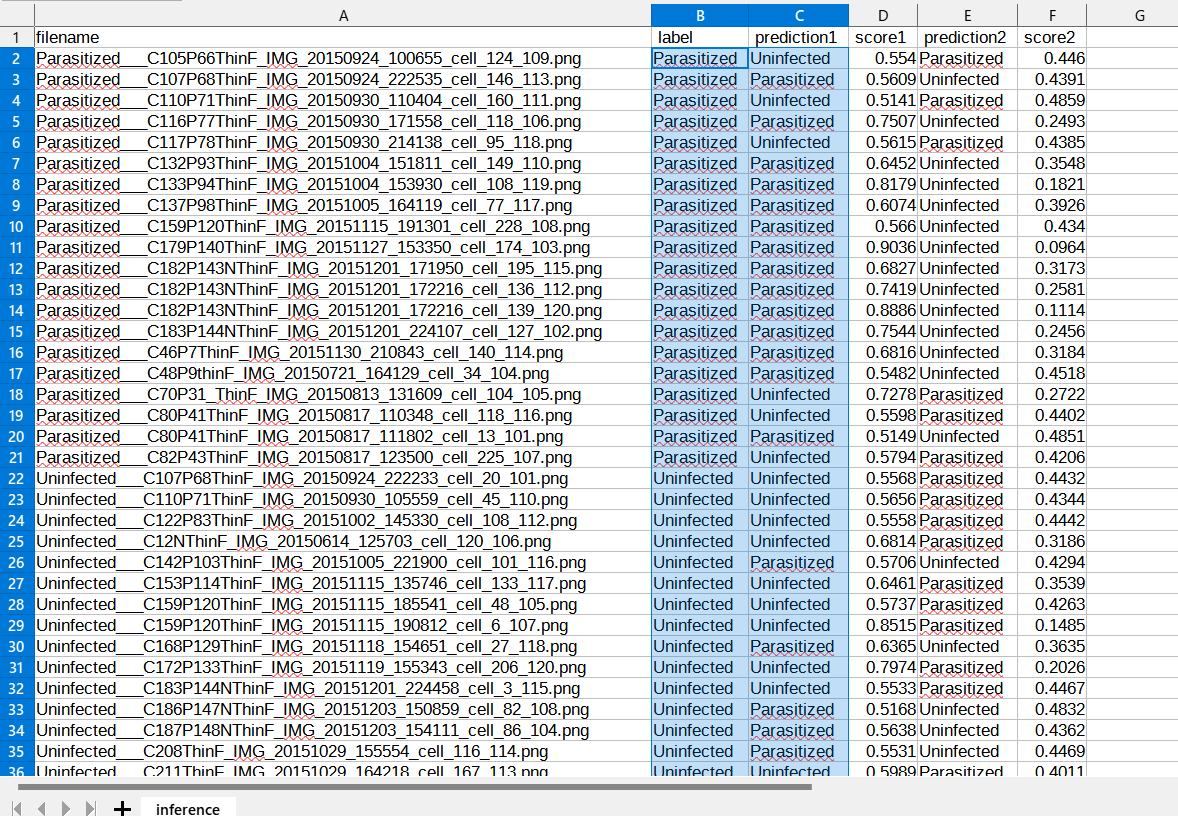 A B C D E F G
1 filename label prediction1 score1 prediction2 score2
2 Parasitized___C105P66ThinF_IMG_20150924_100655_cell_124_109.png Parasitized Uninfected 0.554 Parasitized 0.446
3 Parasitized___C107P68ThinF_IMG_20150924_222535_cell_146_113.png Parasitized Parasitized 0.5609 Uninfected 0.4391
4 Parasitized___C110P71ThinF_IMG_20150930_110404_cell_160_111.png Parasitized Uninfected 0.5141 Parasitized 0.4859
5 Parasitized___C116P77ThinF_IMG_20150930_171558_cell_118_106.png Parasitized Parasitized 0.7507 Uninfected 0.2493
6 Parasitized___C117P78ThinF_IMG_20150930_214138_cell_95_118.png Parasitized Uninfected 0.5615 Parasitized 0.4385
7 Parasitized___C132P93ThinF_IMG_20151004_151811_cell_149_110.png Parasitized Parasitized 0.6452 Uninfected 0.3548
8 Parasitized___C133P94ThinF_IMG_20151004_153930_cell_108_119.png Parasitized Parasitized 0.8179 Uninfected 0.1821
9 Parasitized___C137P98ThinF_IMG_20151005_164119_cell_77_117.png Parasitized Parasitized 0.6074 Uninfected 0.3926
10 Parasitized___C159P120ThinF_IMG_20151115_191301_cell_228_108.png Parasitized Parasitized 0.566 Uninfected 0.434
11 Parasitized___C179P140ThinF_IMG_20151127_153350_cell_174_103.png Parasitized Parasitized 0.9036 Uninfected 0.0964
12 Parasitized___C182P143NThinF_IMG_20151201_171950_cell_195_115.png Parasitized Parasitized 0.6827 Uninfected 0.3173
13 Parasitized___C182P143NThinF_IMG_20151201_172216_cell_136_112.png Parasitized Parasitized 0.7419 Uninfected 0.2581
14 Parasitized___C182P143NThinF_IMG_20151201_172216_cell_139_120.png Parasitized Parasitized 0.8886 Uninfected 0.1114
15 Parasitized___C183P144NThinF_IMG_20151201_224107_cell_127_102.png Parasitized Parasitized 0.7544 Uninfected 0.2456
16 Parasitized___C46P7ThinF_IMG_20151130_210843_cell_140_114.png Parasitized Parasitized 0.6816 Uninfected 0.3184
17 Parasitized___C48P9thinF_IMG_20150721_164129_cell_34_104.png Parasitized Parasitized 0.5482 Uninfected 0.4518
18 Parasitized___C70P31_ThinF_IMG_20150813_131609_cell_104_105.png Parasitized Uninfected 0.7278 Parasitized 0.2722
19 Parasitized___C80P41ThinF_IMG_20150817_110348_cell_118_116.png Parasitized Uninfected 0.5598 Parasitized 0.4402
20 Parasitized___C80P41ThinF_IMG_20150817_111802_cell_13_101.png Parasitized Parasitized 0.5149 Uninfected 0.4851
21 Parasitized___C82P43ThinF_IMG_20150817_123500_cell_225_107.png Parasitized Uninfected 0.5794 Parasitized 0.4206
22 Uninfected___C107P68ThinF_IMG_20150924_222233_cell_20_101.png Uninfected Uninfected 0.5568 Parasitized 0.4432
23 Uninfected___C110P71ThinF_IMG_20150930_105559_cell_45_110.png Uninfected Uninfected 0.5656 Parasitized 0.4344
24 Uninfected___C122P83ThinF_IMG_20151002_145330_cell_108_112.png Uninfected Uninfected 0.5558 Parasitized 0.4442
25 Uninfected___C12NThinF_IMG_20150614_125703_cell_120_106.png Uninfected Uninfected 0.6814 Parasitized 0.3186
26 Uninfected___C142P103ThinF_IMG_20151005_221900_cell_101_116.png Uninfected Parasitized 0.5706 Uninfected 0.4294
27 Uninfected___C153P114ThinF_IMG_20151115_135746_cell_133_117.png Uninfected Uninfected 0.6461 Parasitized 0.3539
28 Uninfected___C159P120ThinF_IMG_20151115_185541_cell_48_105.png Uninfected Uninfected 0.5737 Parasitized 0.4263
29 Uninfected___C159P120ThinF_IMG_20151115_190812_cell_6_107.png Uninfected Uninfected 0.8515 Parasitized 0.1485
30 Uninfected___C168P129ThinF_IMG_20151118_154651_cell_27_118.png Uninfected Parasitized 0.6365 Uninfected 0.3635
31 Uninfected___C172P133ThinF_IMG_20151119_155343_cell_206_120.png Uninfected Uninfected 0.7974 Parasitized 0.2026
32 Uninfected___C183P144NThinF_IMG_20151201_224458_cell_3_115.png Uninfected Uninfected 0.5533 Parasitized 0.4467
33 Uninfected___C186P147NThinF_IMG_20151203_150859_cell_82_108.png Uninfected Parasitized 0.5168 Uninfected 0.4832
34 Uninfected___C187P148NThinF_IMG_20151203_154111_cell_86_104.png Uninfected Parasitized 0.5638 Uninfected 0.4362
35 Uninfected___C208ThinF_IMG_20151029_155554_cell_116_114.png Uninfected Parasitized 0.5531 Uninfected 0.4469
36 Uninfected___C211ThinF_IMG_20151029_164218_cell_167_113.png Uninfected Uninfected 0.5989 Parasitized 0.4011
inference